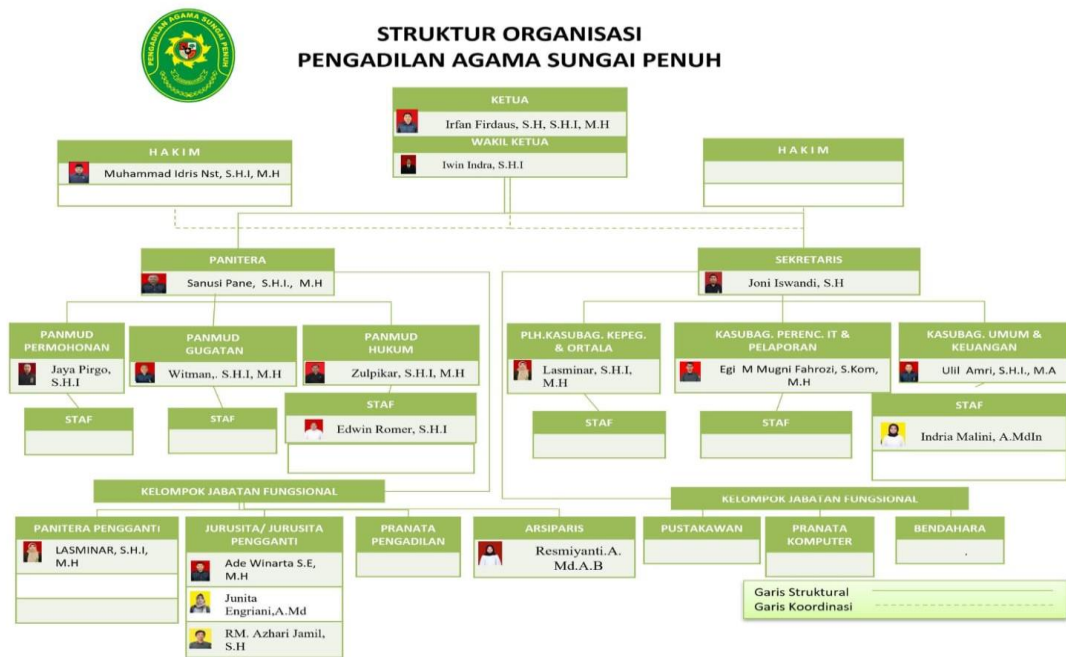 PENGADILAN AGAMA SUNGAI PENUH
STRUKTUR ORGANISASI
PENGADILAN AGAMA SUNGAI PENUH
KETUA
Irfan Firdaus, S.H, S.H.I, M.H
WAKIL KETUA
Iwin Indra, S.H.I
H A K I M
Muhammad Idris Nst, S.H.I, M.H
H A K I M
PANITERA
Sanusi Pane, S.H.I., M.H
SEKRETARIS
Joni Iswandi, S.H
PANMUD
PERMOHONAN
Jaya Pirgo,
S.H.I
PANMUD
GUGATAN
Witman,. S.H.I, M.H
PANMUD
HUKUM
Zulpikar, S.H.I, M.H
PLH.KASUBAG. KEPEG.
& ORTALA
Lasminar, S.H.I,
M.H
KASUBAG. PERENC. IT &
PELAPORAN
Egi M Mugni Fahrozi, S.Kom,
M.H
KASUBAG. UMUM &
KEUANGAN
Ulil Amri, S.H.I., M.A
STAF
STAF
STAF
Edwin Romer, S.H.I
STAF
STAF
STAF
Indria Malini, A.MdIn
KELOMPOK JABATAN FUNGSIONAL
PANITERA PENGGANTI
LASMINAR, S.H.I,
M.H
JURUSITA/ JURUSITA
PENGGANTI
Ade Winarta S.E,
M.H
Junita
Engriani,A.Md
RM. Azhari Jamil,
S.H
PRANATA
PENGADILAN
ARSIPARIS
Resmiyanti.A.
Md.A.B
KELOMPOK JABATAN FUNGSIONAL
PUSTAKAWAN
PRANATA
KOMPUTER
BENDAHARA
.
Garis Struktural
Garis Koordinasi